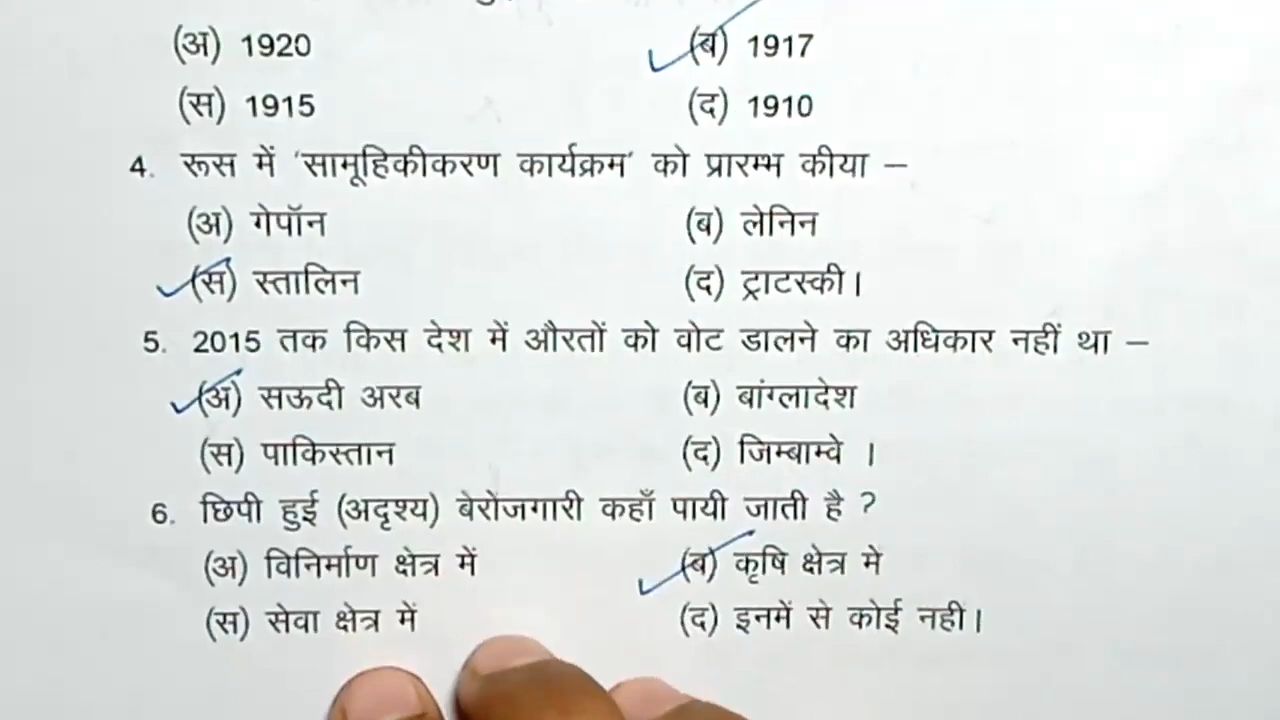 (अ) 1920 (ब) 1917
(स) 1915 (द) 1910
4. रूस में 'सामूहिकीकरण कार्यक्रम' को प्रारम्भ कीया –
(अ) गेपॉन (ब) लेनिन
(स) स्तालिन (द) ट्राटस्की।
5. 2015 तक किस देश में औरतों को वोट डालने का अधिकार नहीं था –
(अ) सऊदी अरब (ब) बांग्लादेश
(स) पाकिस्तान (द) जिम्बाम्वे ।
6. छिपी हुई (अदृश्य) बेरोजगारी कहाँ पायी जाती है ?
(अ) विनिर्माण क्षेत्र में (ब) कृषि क्षेत्र मे
(स) सेवा क्षेत्र में (द) इनमें से कोई नही।